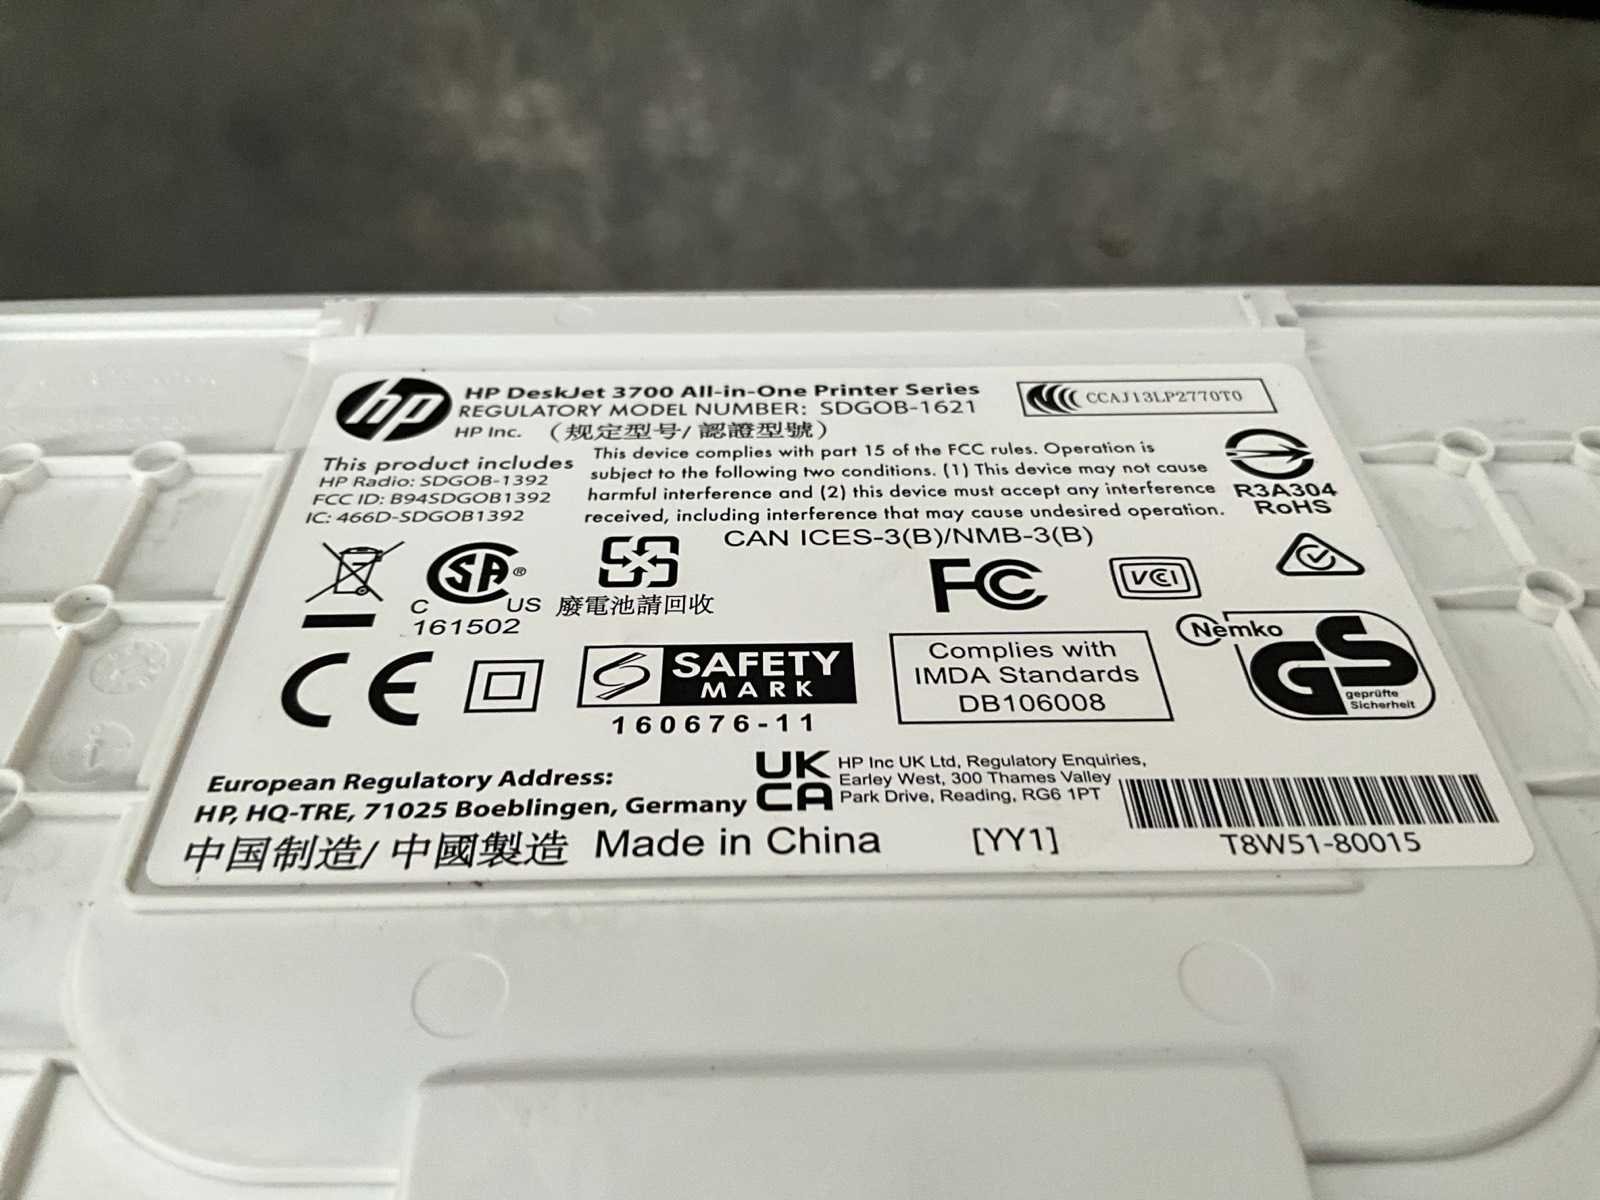 hp
HP DeskJet 3700 All-in-One Printer Series
REGULATORY MODEL NUMBER: SDGOB-1621
HP Inc. (规定型号/ 認證型號)
CCAJ13LP2770T0
This product includes
HP Radio: SDGOB-1392
FCC ID: B94SDGOB1392
IC: 466D-SDGOB1392
This device complies with part 15 of the FCC rules. Operation is
subject to the following two conditions. (1) This device may not cause
harmful interference and (2) this device must accept any interference
received, including interference that may cause undesired operation.
R3A304
RoHS
CAN ICES-3(B)/NMB-3(B)
SA®
C US
161502
廢電池請回收
FC
VCI
CE
SAFETY
MARK
160676-11
Complies with
IMDA Standards
DB106008
Nemko
GS
geprüfte
Sicherheit
European Regulatory Address:
HP, HQ-TRE, 71025 Boeblingen, Germany
UK
CA
HP Inc UK Ltd, Regulatory Enquiries,
Earley West, 300 Thames Valley
Park Drive, Reading, RG6 1PT
中国制造/ 中國製造 Made in China [YY1]
T8W51-80015